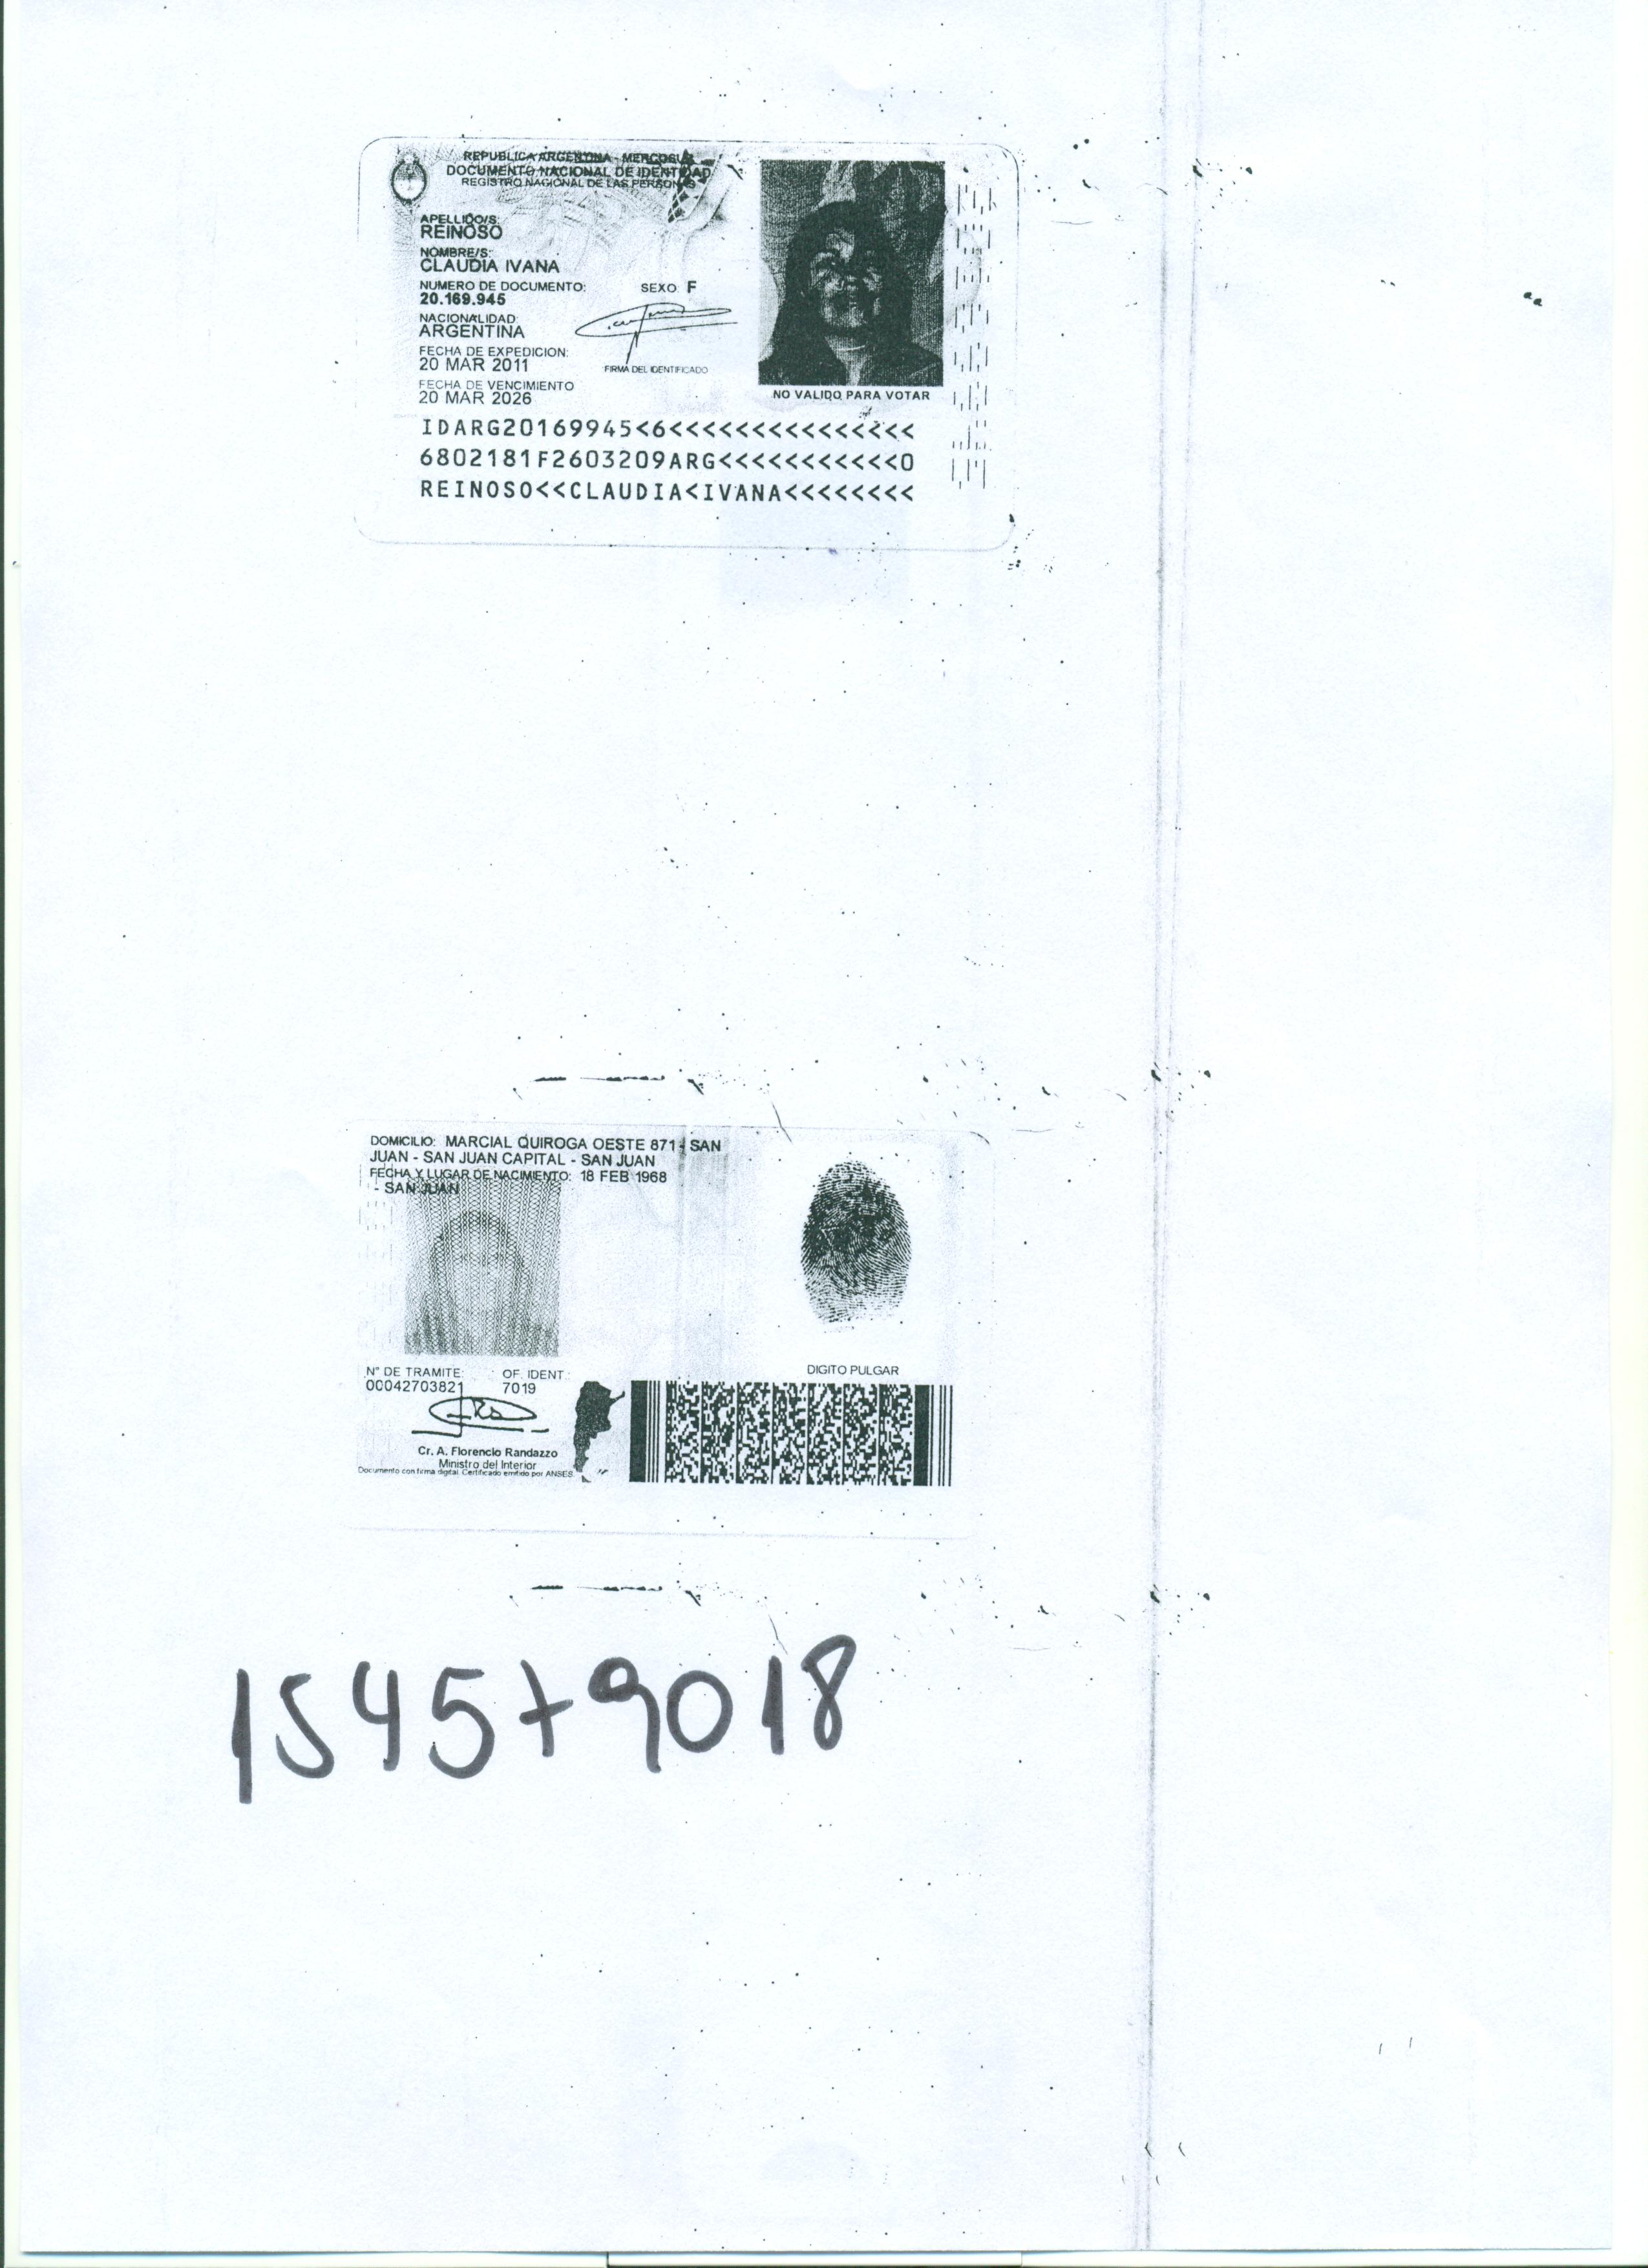 REPUBLICA ARGENTINA - MERCOSUR
DOCUMENTO NACIONAL DE IDENTIDAD
REGISTRO NACIONAL DE LAS PERSONAS
APELLIDO/S:
REINOSO
NOMBRE/S:
CLAUDIA IVANA
NUMERO DE DOCUMENTO: SEXO: F
20.169.945
NACIONALIDAD:
ARGENTINA
FECHA DE EXPEDICION:
20 MAR 2011
FIRMA DEL IDENTIFICADO
FECHA DE VENCIMIENTO
20 MAR 2026
NO VALIDO PARA VOTAR
IDARG20169945<6<<<<<<<<<<<<<<<
6802181F2603209ARG<<<<<<<<<<<0
REINOSO<<CLAUDIA<IVANA<<<<<<<<
DOMICILIO: MARCIAL QUIROGA OESTE 871 - SAN
JUAN - SAN JUAN CAPITAL - SAN JUAN
FECHA Y LUGAR DE NACIMIENTO: 18 FEB 1968
- SAN JUAN
N° DE TRAMITE: OF. IDENT.:
00042703821 7019
DIGITO PULGAR
Cr. A. Florencio Randazzo
Ministro del Interior
Documento con firma digital. Certificado emitido por ANSES
154579018